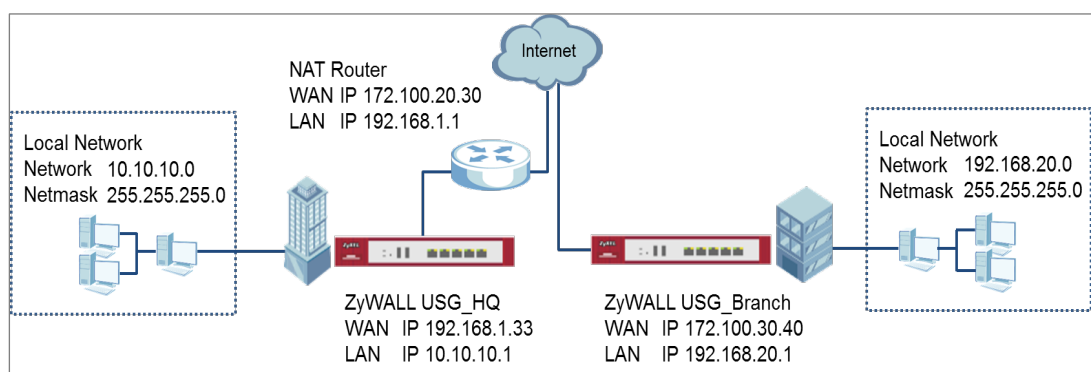 Internet
NAT Router
WAN IP 172.100.20.30
LAN IP 192.168.1.1
Local Network
Network 10.10.10.0
Netmask 255.255.255.0
Local Network
Network 192.168.20.0
Netmask 255.255.255.0
ZyXEL
ZyXEL
ZyWALL USG_HQ
WAN IP 192.168.1.33
LAN IP 10.10.10.1
ZyWALL USG_Branch
WAN IP 172.100.30.40
LAN IP 192.168.20.1